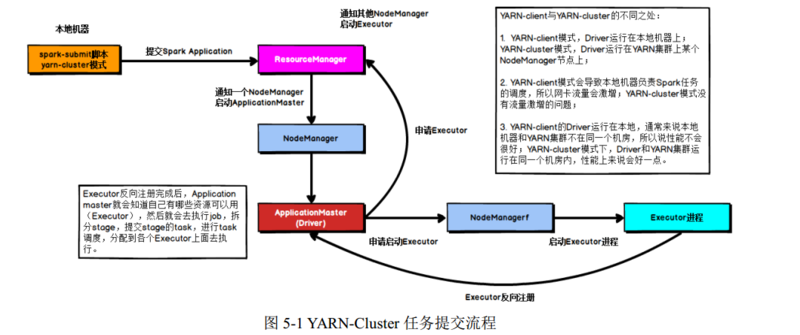 本地机器
spark-submit脚本
yarn-cluster模式
提交Spark Application
ResourceManager
通知其他NodeManager
启动Executor
通知一个NodeManager
启动ApplicationMaster
NodeManager
申请Executor
YARN-client与YARN-cluster的不同之处:
1. YARN-client模式, Driver运行在本地机器上;
YARN-cluster模式, Driver运行在YARN集群上某个
NodeManager节点上;
2. YARN-client模式会导致本地机器负责Spark任务
的调度, 所以网卡流量会激增; YARN-cluster模式没
有流量激增的问题;
3. YARN-client的Driver运行在本地, 通常来说本地
机器和YARN集群不在同一个机房, 所以说性能不会
很好; YARN-cluster模式下, Driver和YARN集群运
行在同一个机房内, 性能上来说会好一点。
Executor反向注册完成后, Application
master就会知道自己有哪些资源可以用
(Executor), 然后就会去执行job, 拆
分stage, 提交stage的task, 进行task
调度, 分配到各个Executor上面去执
行。
ApplicationMaster
(Driver)
申请启动Executor
NodeManagerf
启动Executor进程
Executor进程
Executor反向注册
图 5-1 YARN-Cluster 任务提交流程